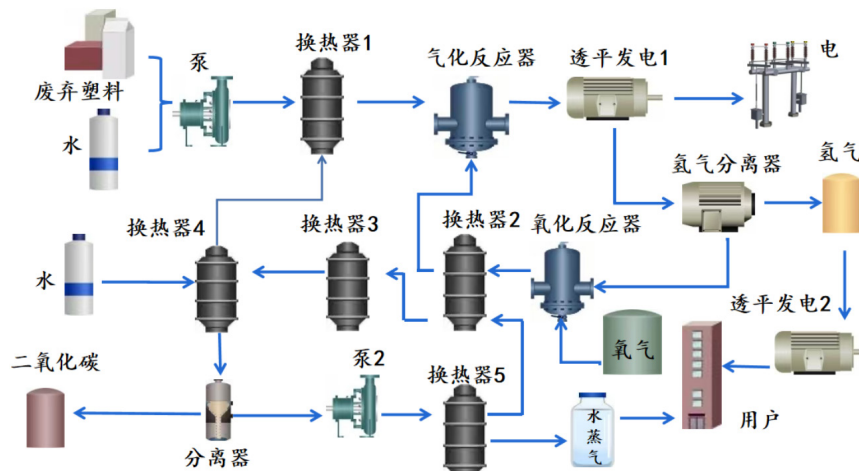 废弃塑料
水
泵
换热器1
气化反应器
透平发电1
电
氢气分离器
氢气
换热器4
换热器3
换热器2
氧化反应器
水
氧气
透平发电2
二氧化碳
分离器
泵2
换热器5
水
蒸
气
用户